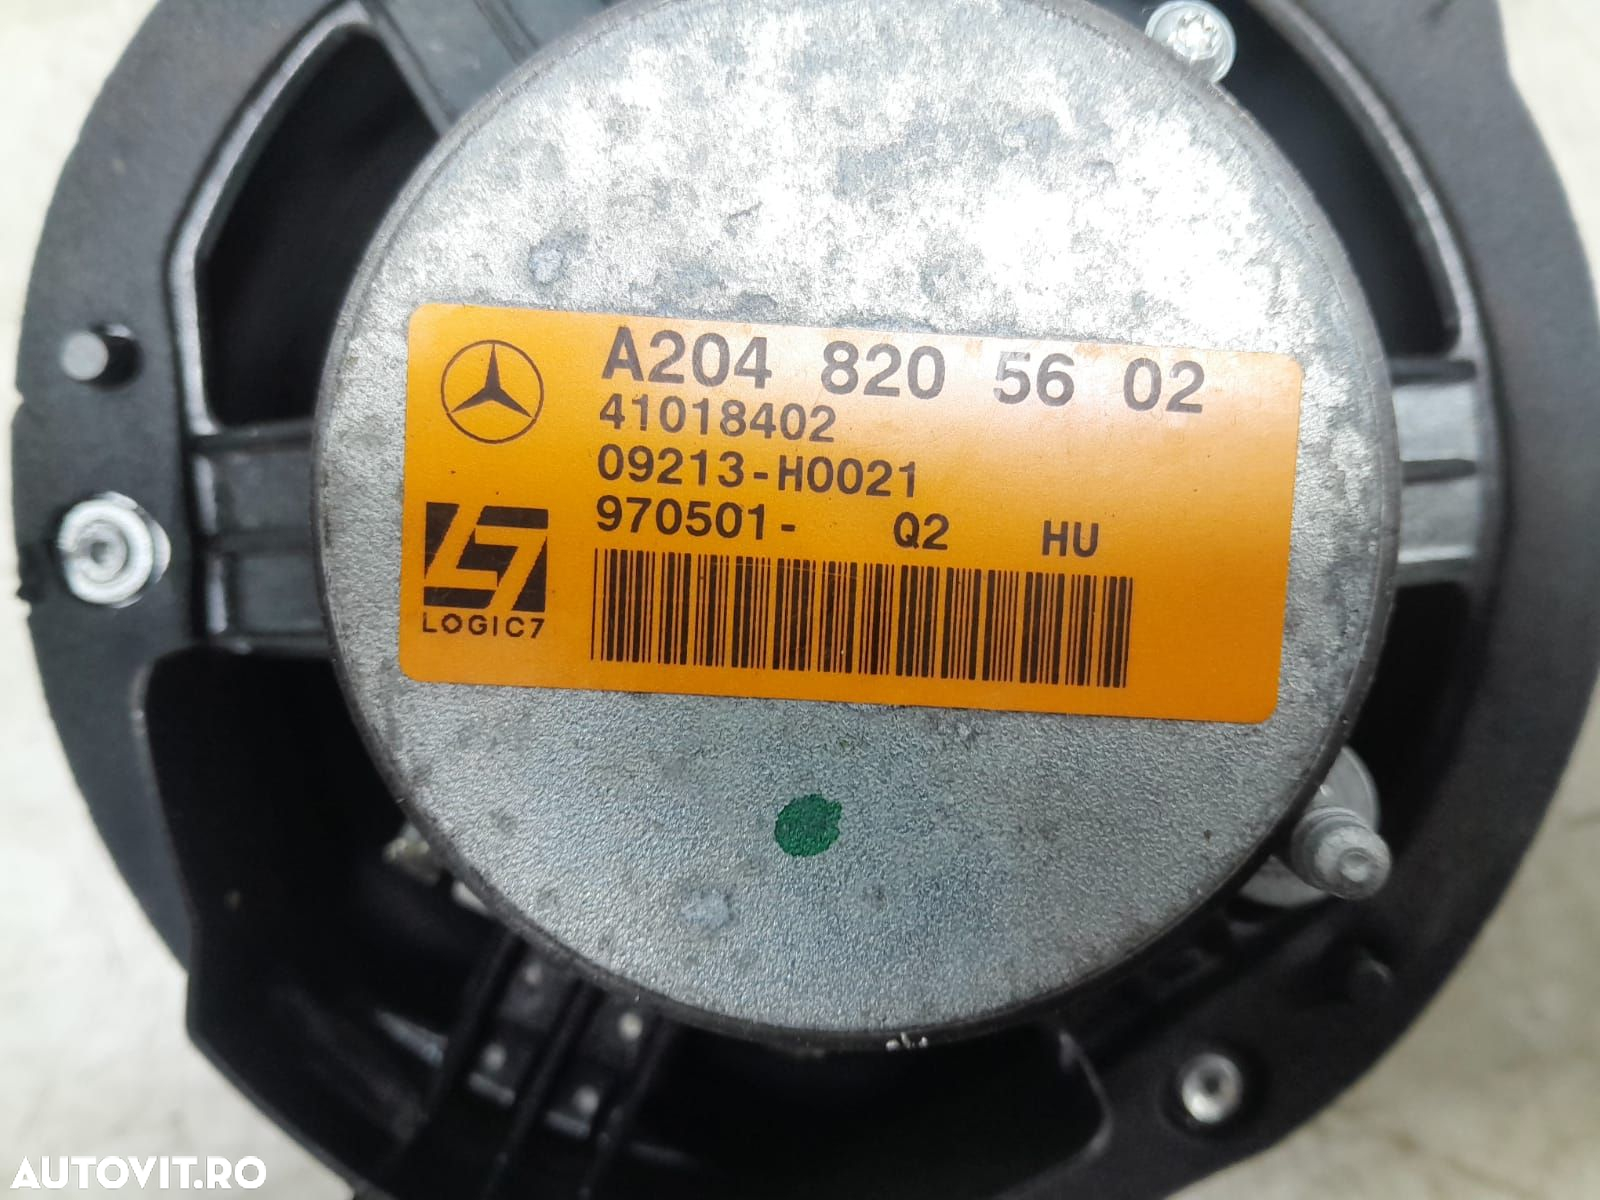 A204 820 56 02
41018402
09213-H0021
970501- Q2 HU
LOGIC7
AUTOVIT.RO